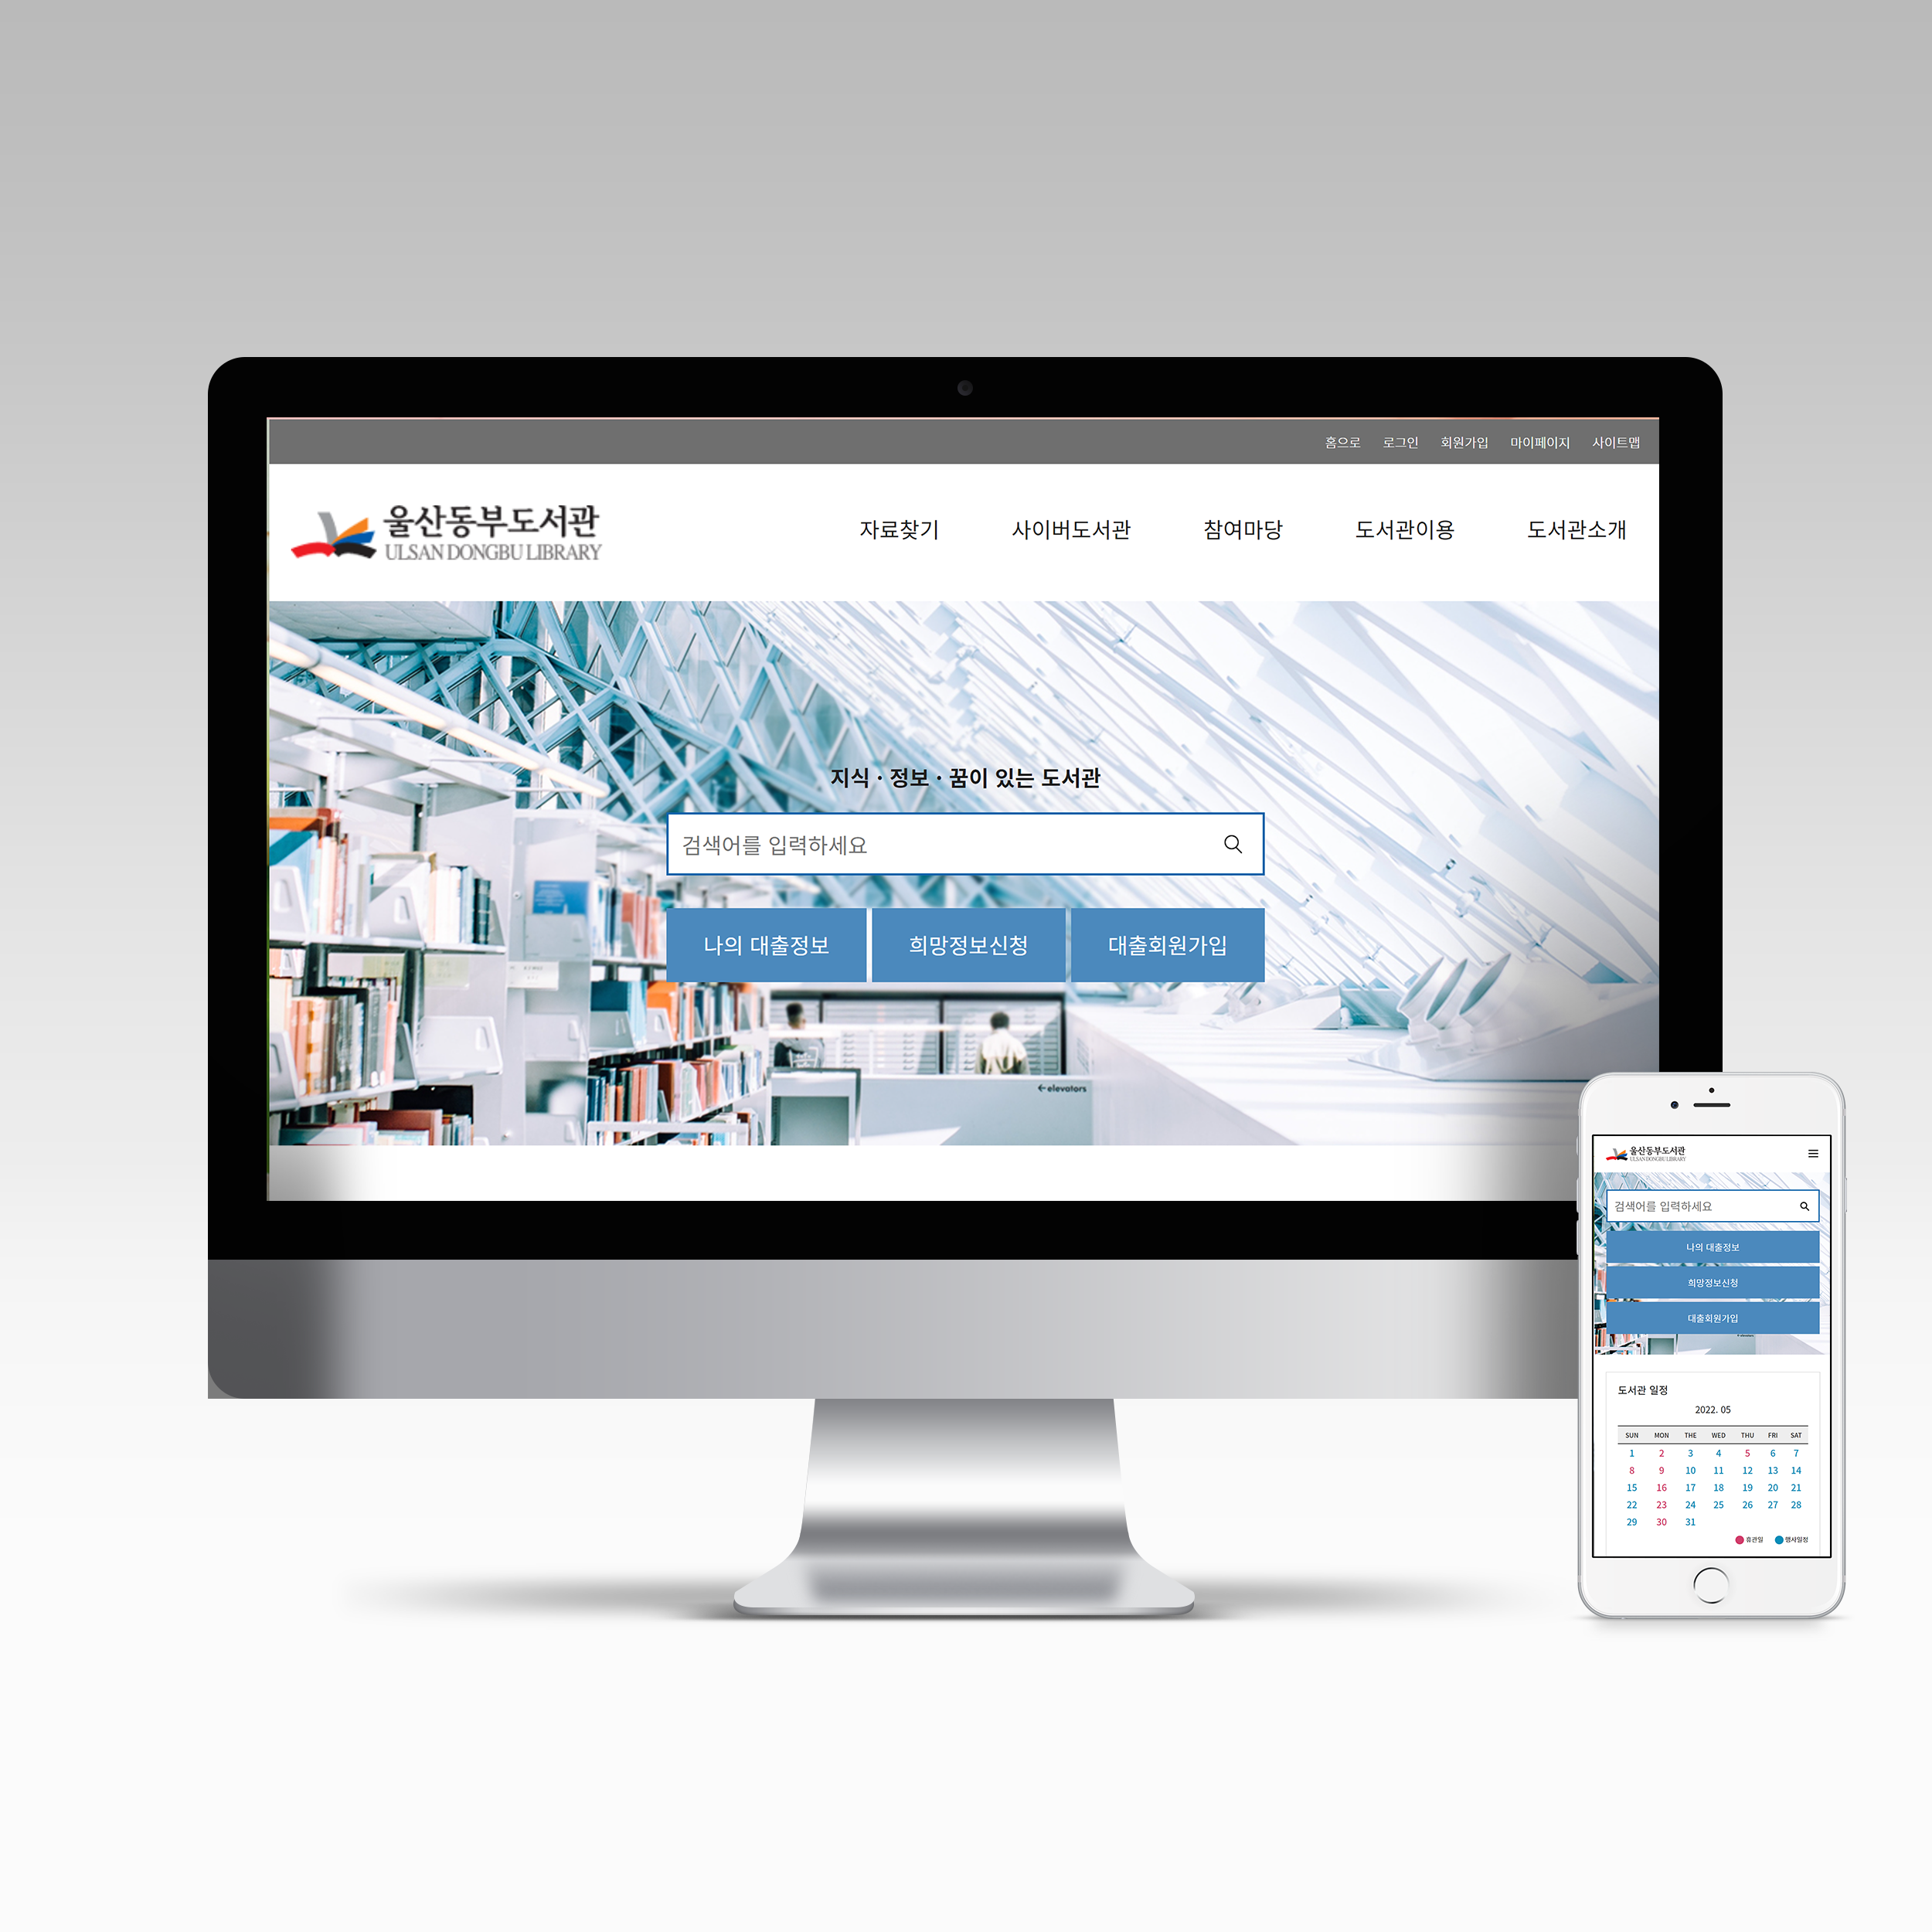 홈으로 로그인 회원가입 마이페이지 사이트맵
울산동부도서관
ULSAN DONGBU LIBRARY
자료찾기 사이버도서관 참여마당 도서관이용 도서관소개
지식 · 정보 · 꿈이 있는 도서관
검색어를 입력하세요
나의 대출정보 희망정보신청 대출회원가입
elevators
울산동부도서관
ULSAN DONGBU LIBRARY
검색어를 입력하세요
나의 대출정보
희망정보신청
대출회원가입
도서관 일정
2022. 05
SUN MON THE WED THU FRI SAT
1 2 3 4 5 6 7
8 9 10 11 12 13 14
15 16 17 18 19 20 21
22 23 24 25 26 27 28
29 30 31
휴관일 행사일정